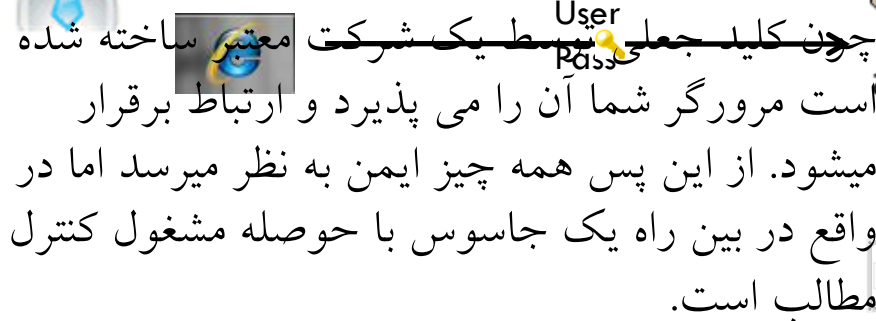 User
Pass
چون کلید جعلی توسط یک شرکت معتبر ساخته شده
است مرورگر شما آن را می پذیرد و ارتباط برقرار
میشود. از این پس همه چیز ایمن به نظر میرسد اما در
واقع در بین راه یک جاسوس با حوصله مشغول کنترل
مطالب است.